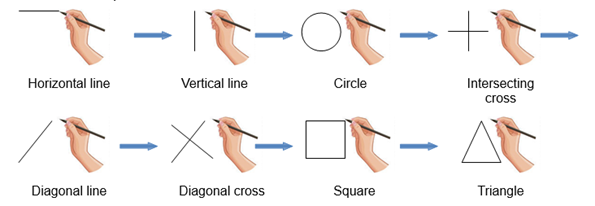 Horizontal line
Vertical line
Circle
Intersecting
cross
Diagonal line
Diagonal cross
Square
Triangle